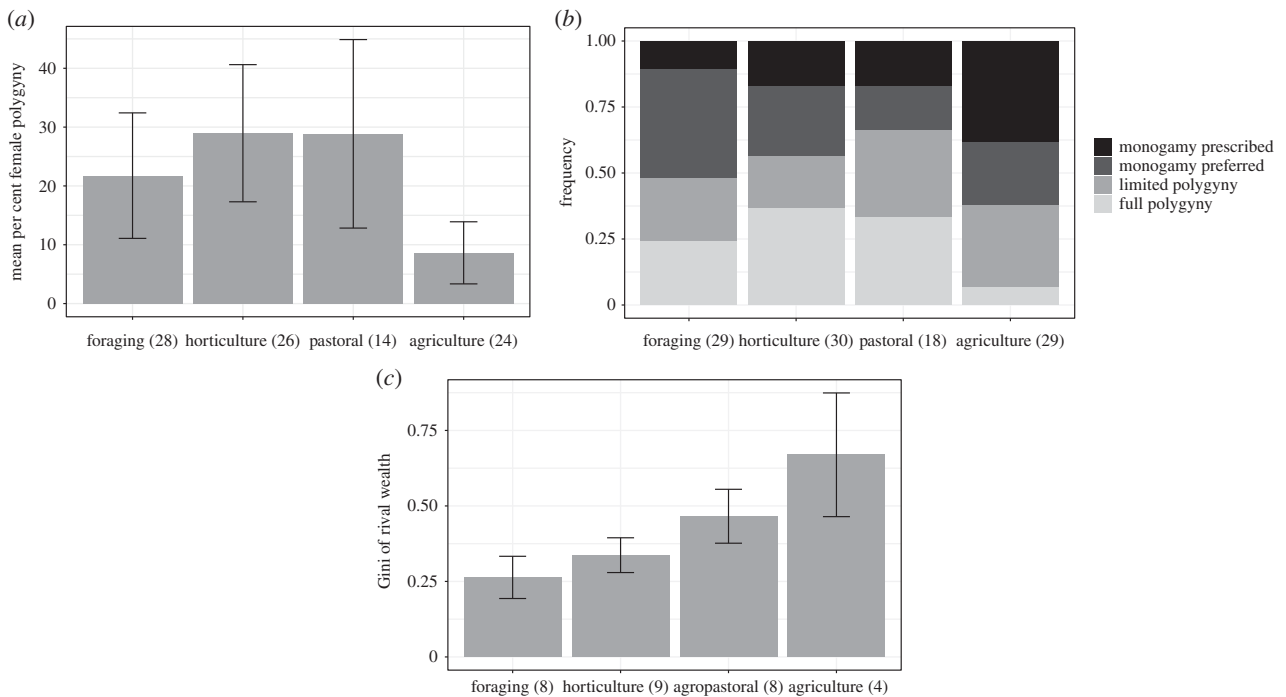 (a)
mean per cent female polygyny
40
30
20
10
0
foraging (28) horticulture (26) pastoral (14) agriculture (24)
(b)
frequency
1.00
0.75
0.50
0.25
0
foraging (29) horticulture (30) pastoral (18) agriculture (29)
monogamy prescribed
monogamy preferred
limited polygyny
full polygyny
(c)
Gini of rival wealth
0.75
0.50
0.25
0
foraging (8) horticulture (9) agropastoral (8) agriculture (4)